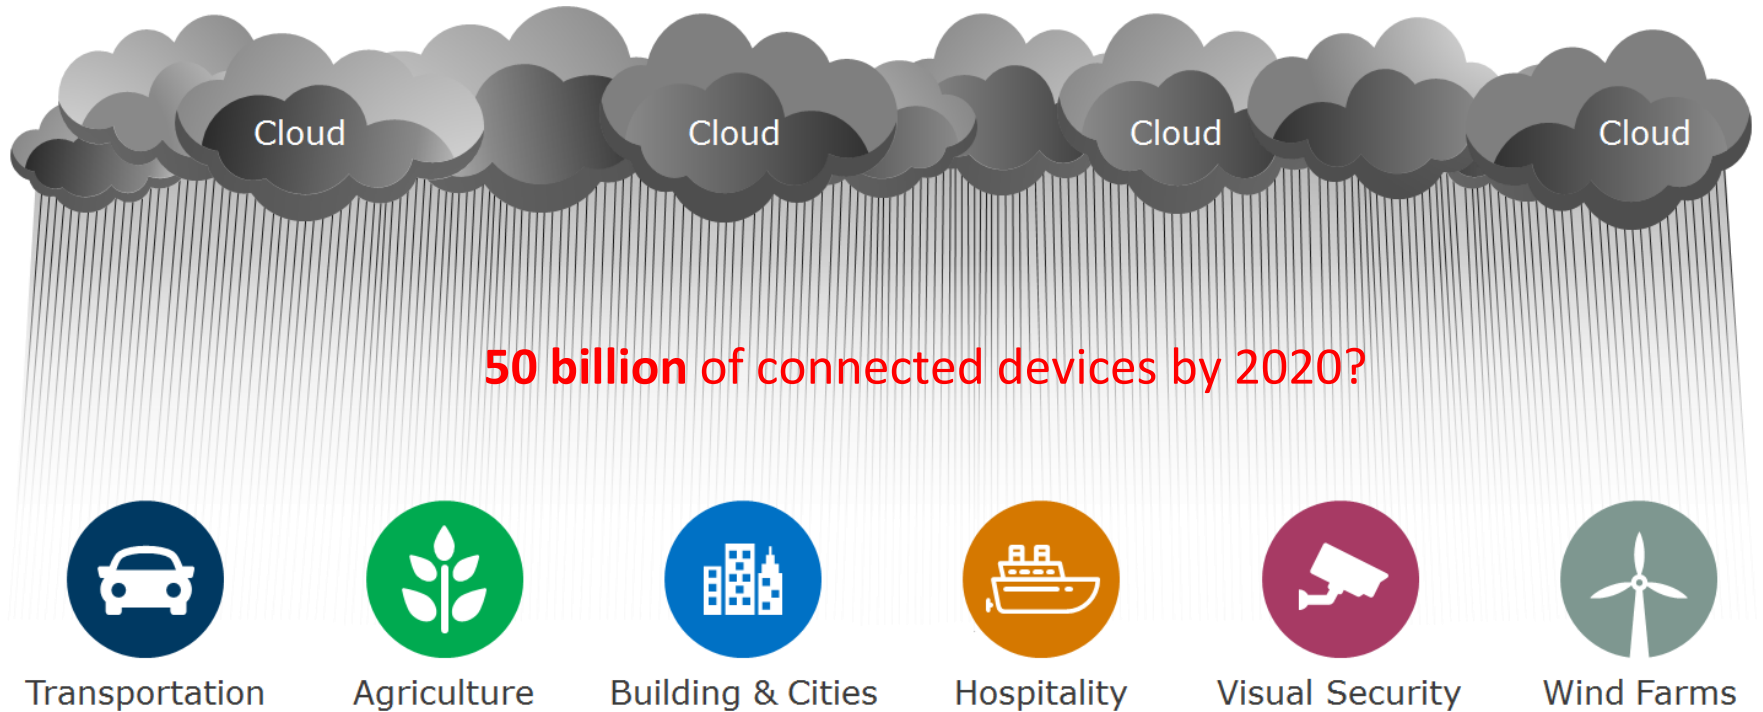 Cloud
Cloud
Cloud
Cloud
50 billion of connected devices by 2020?
Transportation
Agriculture
Building & Cities
Hospitality
Visual Security
Wind Farms